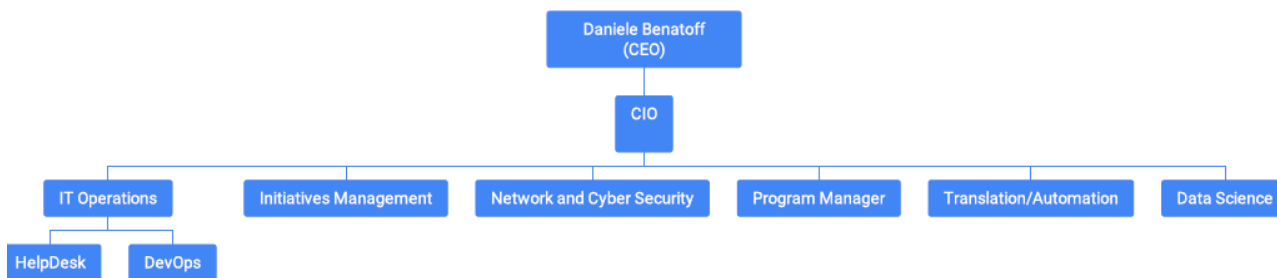 Daniele Benatoff
(CEO)
CIO
IT Operations
Initiatives Management
Network and Cyber Security
Program Manager
Translation/Automation
Data Science
HelpDesk
DevOps